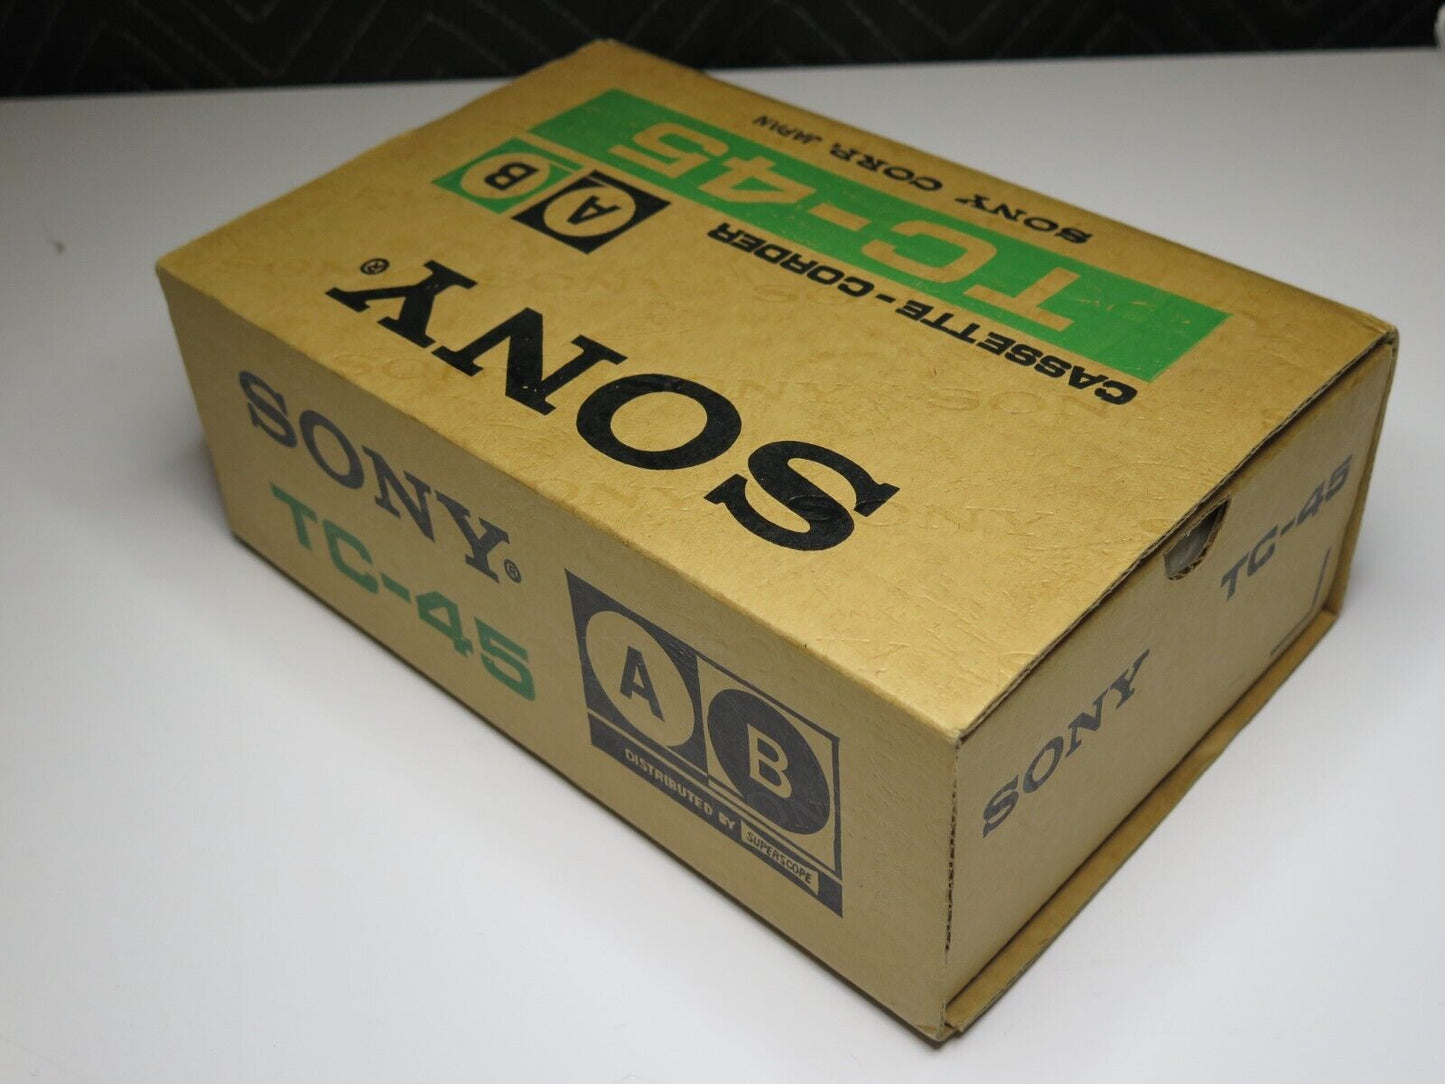 SONY CORP. JAPAN
TC-45
CASSETTE-CORDER
A B
SONY®
SONY®
TC-45
A B
DISTRIBUTED BY SUPERSCOPE
SONY
TC-45